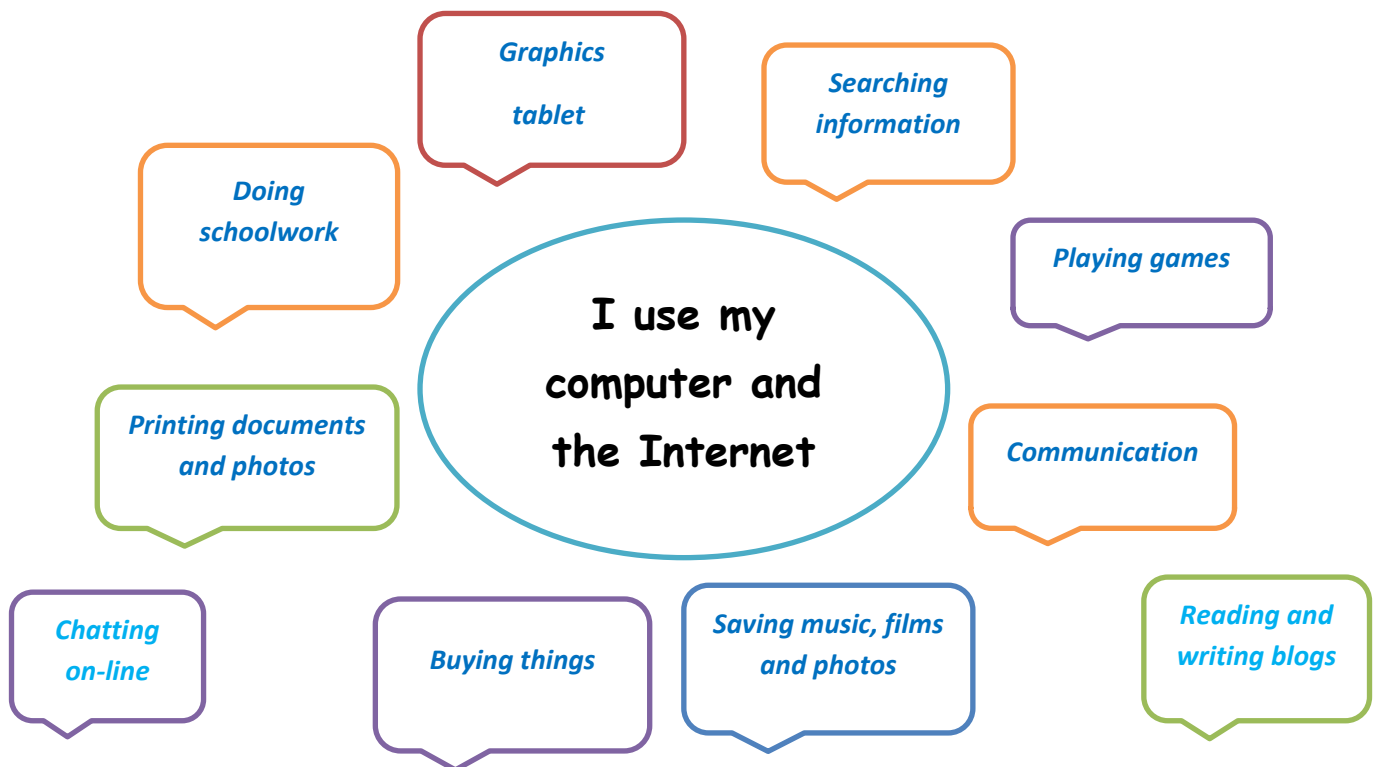 Graphics
tablet
Searching
information
Doing
schoolwork
Playing games
I use my
computer and
the Internet
Printing documents
and photos
Communication
Chatting
on-line
Buying things
Saving music, films
and photos
Reading and
writing blogs